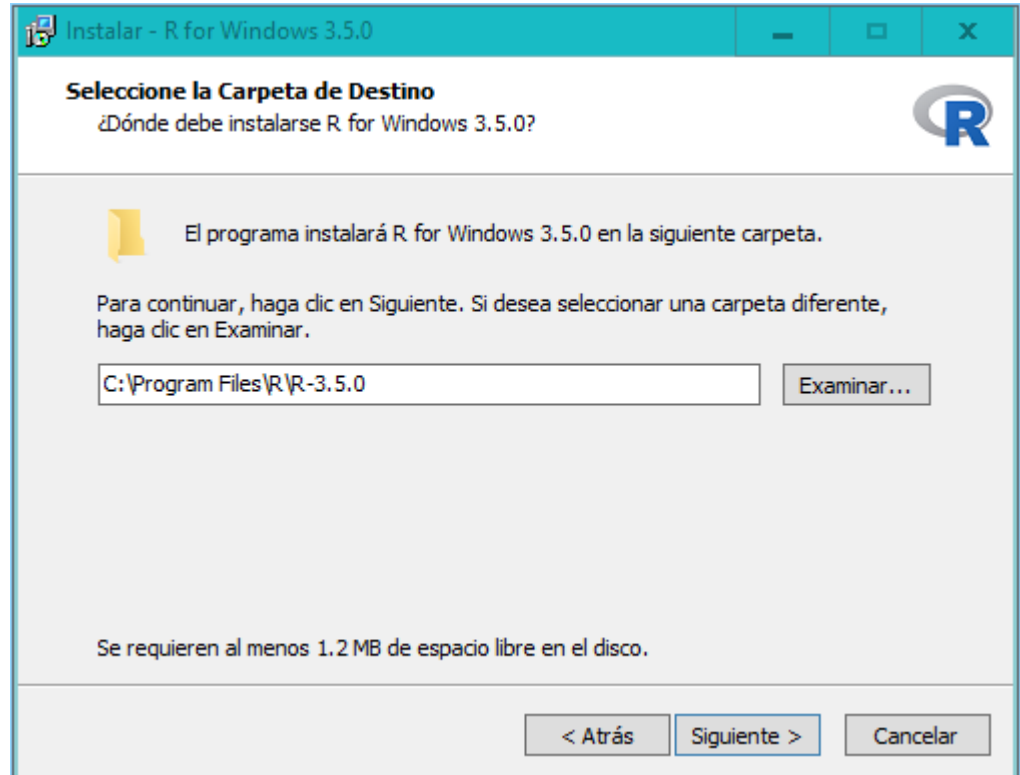 Instalar - R for Windows 3.5.0
Seleccione la Carpeta de Destino
¿Dónde debe instalarse R for Windows 3.5.0?
R
El programa instalará R for Windows 3.5.0 en la siguiente carpeta.
Para continuar, haga clic en Siguiente. Si desea seleccionar una carpeta diferente,
haga clic en Examinar.
C:\Program Files\R\R-3.5.0
Examinar...
Se requieren al menos 1.2 MB de espacio libre en el disco.
< Atrás
Siguiente >
Cancelar